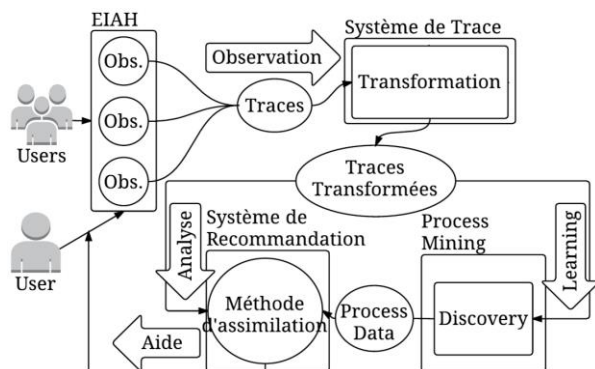 EIAH
Obs.
Obs.
Obs.
Users
User
Observation
Traces
Système de Trace
Transformation
Traces
Transformées
Analyse
Système de
Recommandation
Méthode
d'assimilation
Aide
Process
Data
Process
Mining
Discovery
Learning